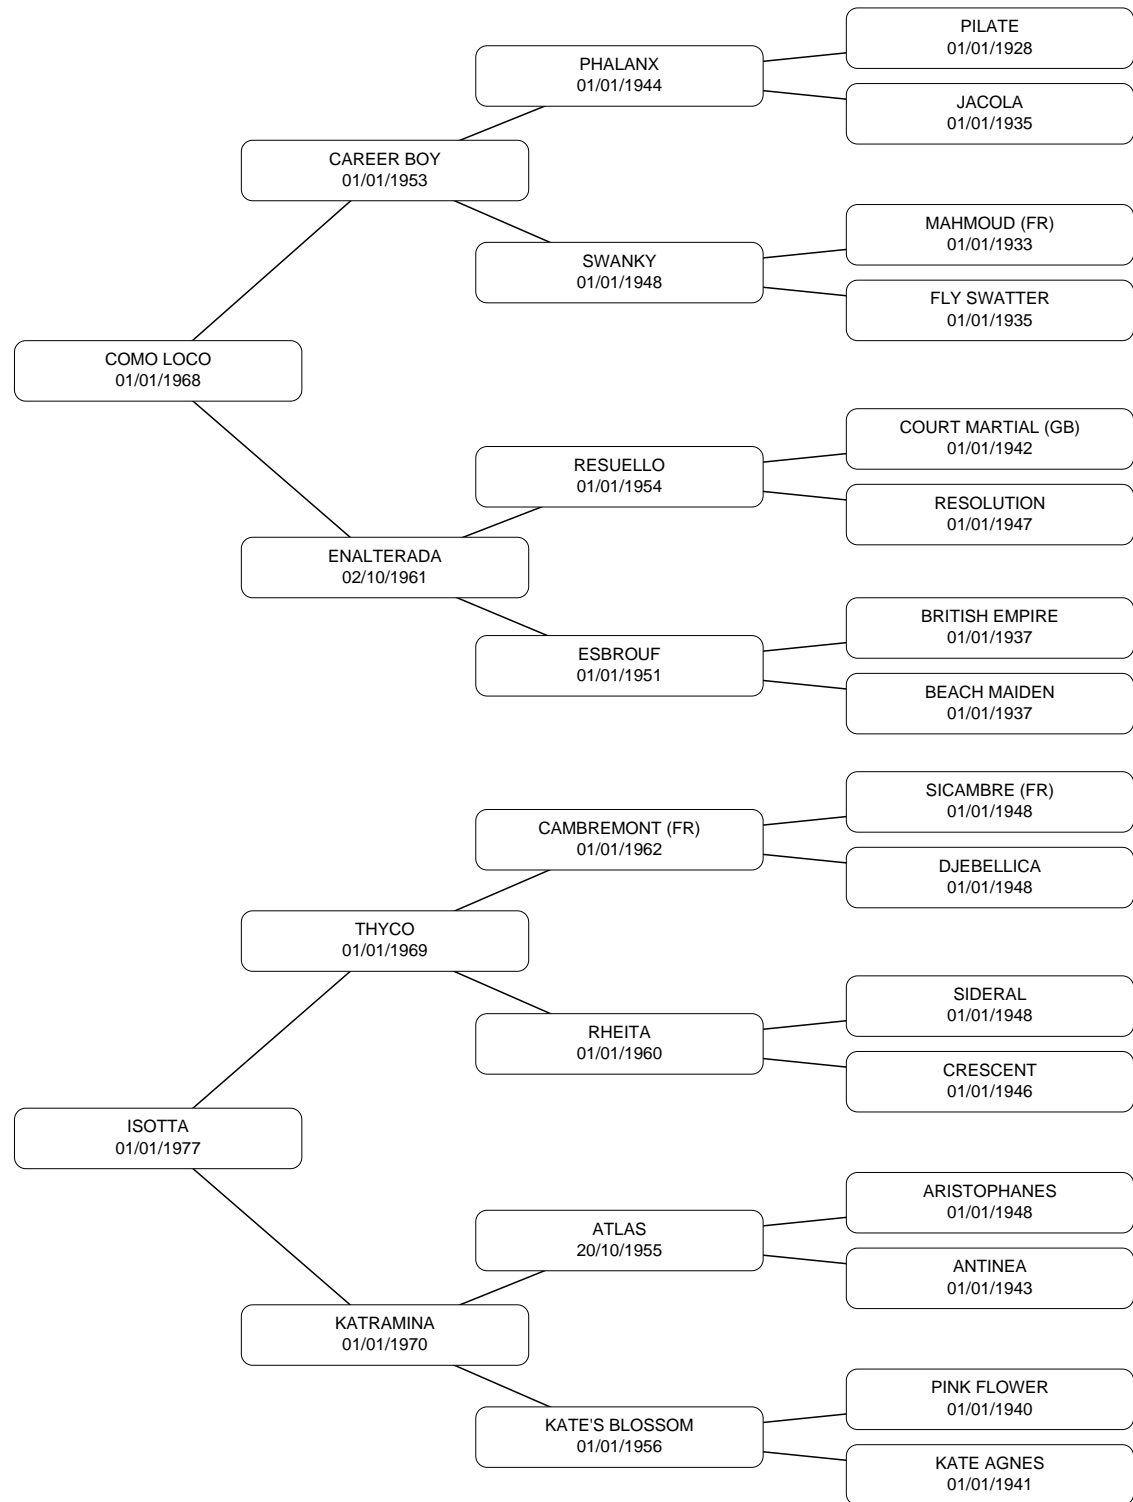 PILATE
01/01/1928
PHALANX
01/01/1944
JACOLA
01/01/1935
CAREER BOY
01/01/1953
MAHMOUD (FR)
01/01/1933
SWANKY
01/01/1948
FLY SWATTER
01/01/1935
COMO LOCO
01/01/1968
COURT MARTIAL (GB)
01/01/1942
RESUELLO
01/01/1954
RESOLUTION
01/01/1947
ENALTERADA
02/10/1961
BRITISH EMPIRE
01/01/1937
ESBROUF
01/01/1951
BEACH MAIDEN
01/01/1937
SICAMBRE (FR)
01/01/1948
CAMBREMONT (FR)
01/01/1962
DJEBELLICA
01/01/1948
THYCO
01/01/1969
SIDERAL
01/01/1948
RHEITA
01/01/1960
CRESCENT
01/01/1946
ISOTTA
01/01/1977
ARISTOPHANES
01/01/1948
ATLAS
20/10/1955
ANTINEA
01/01/1943
KATRAMINA
01/01/1970
PINK FLOWER
01/01/1940
KATE'S BLOSSOM
01/01/1956
KATE AGNES
01/01/1941